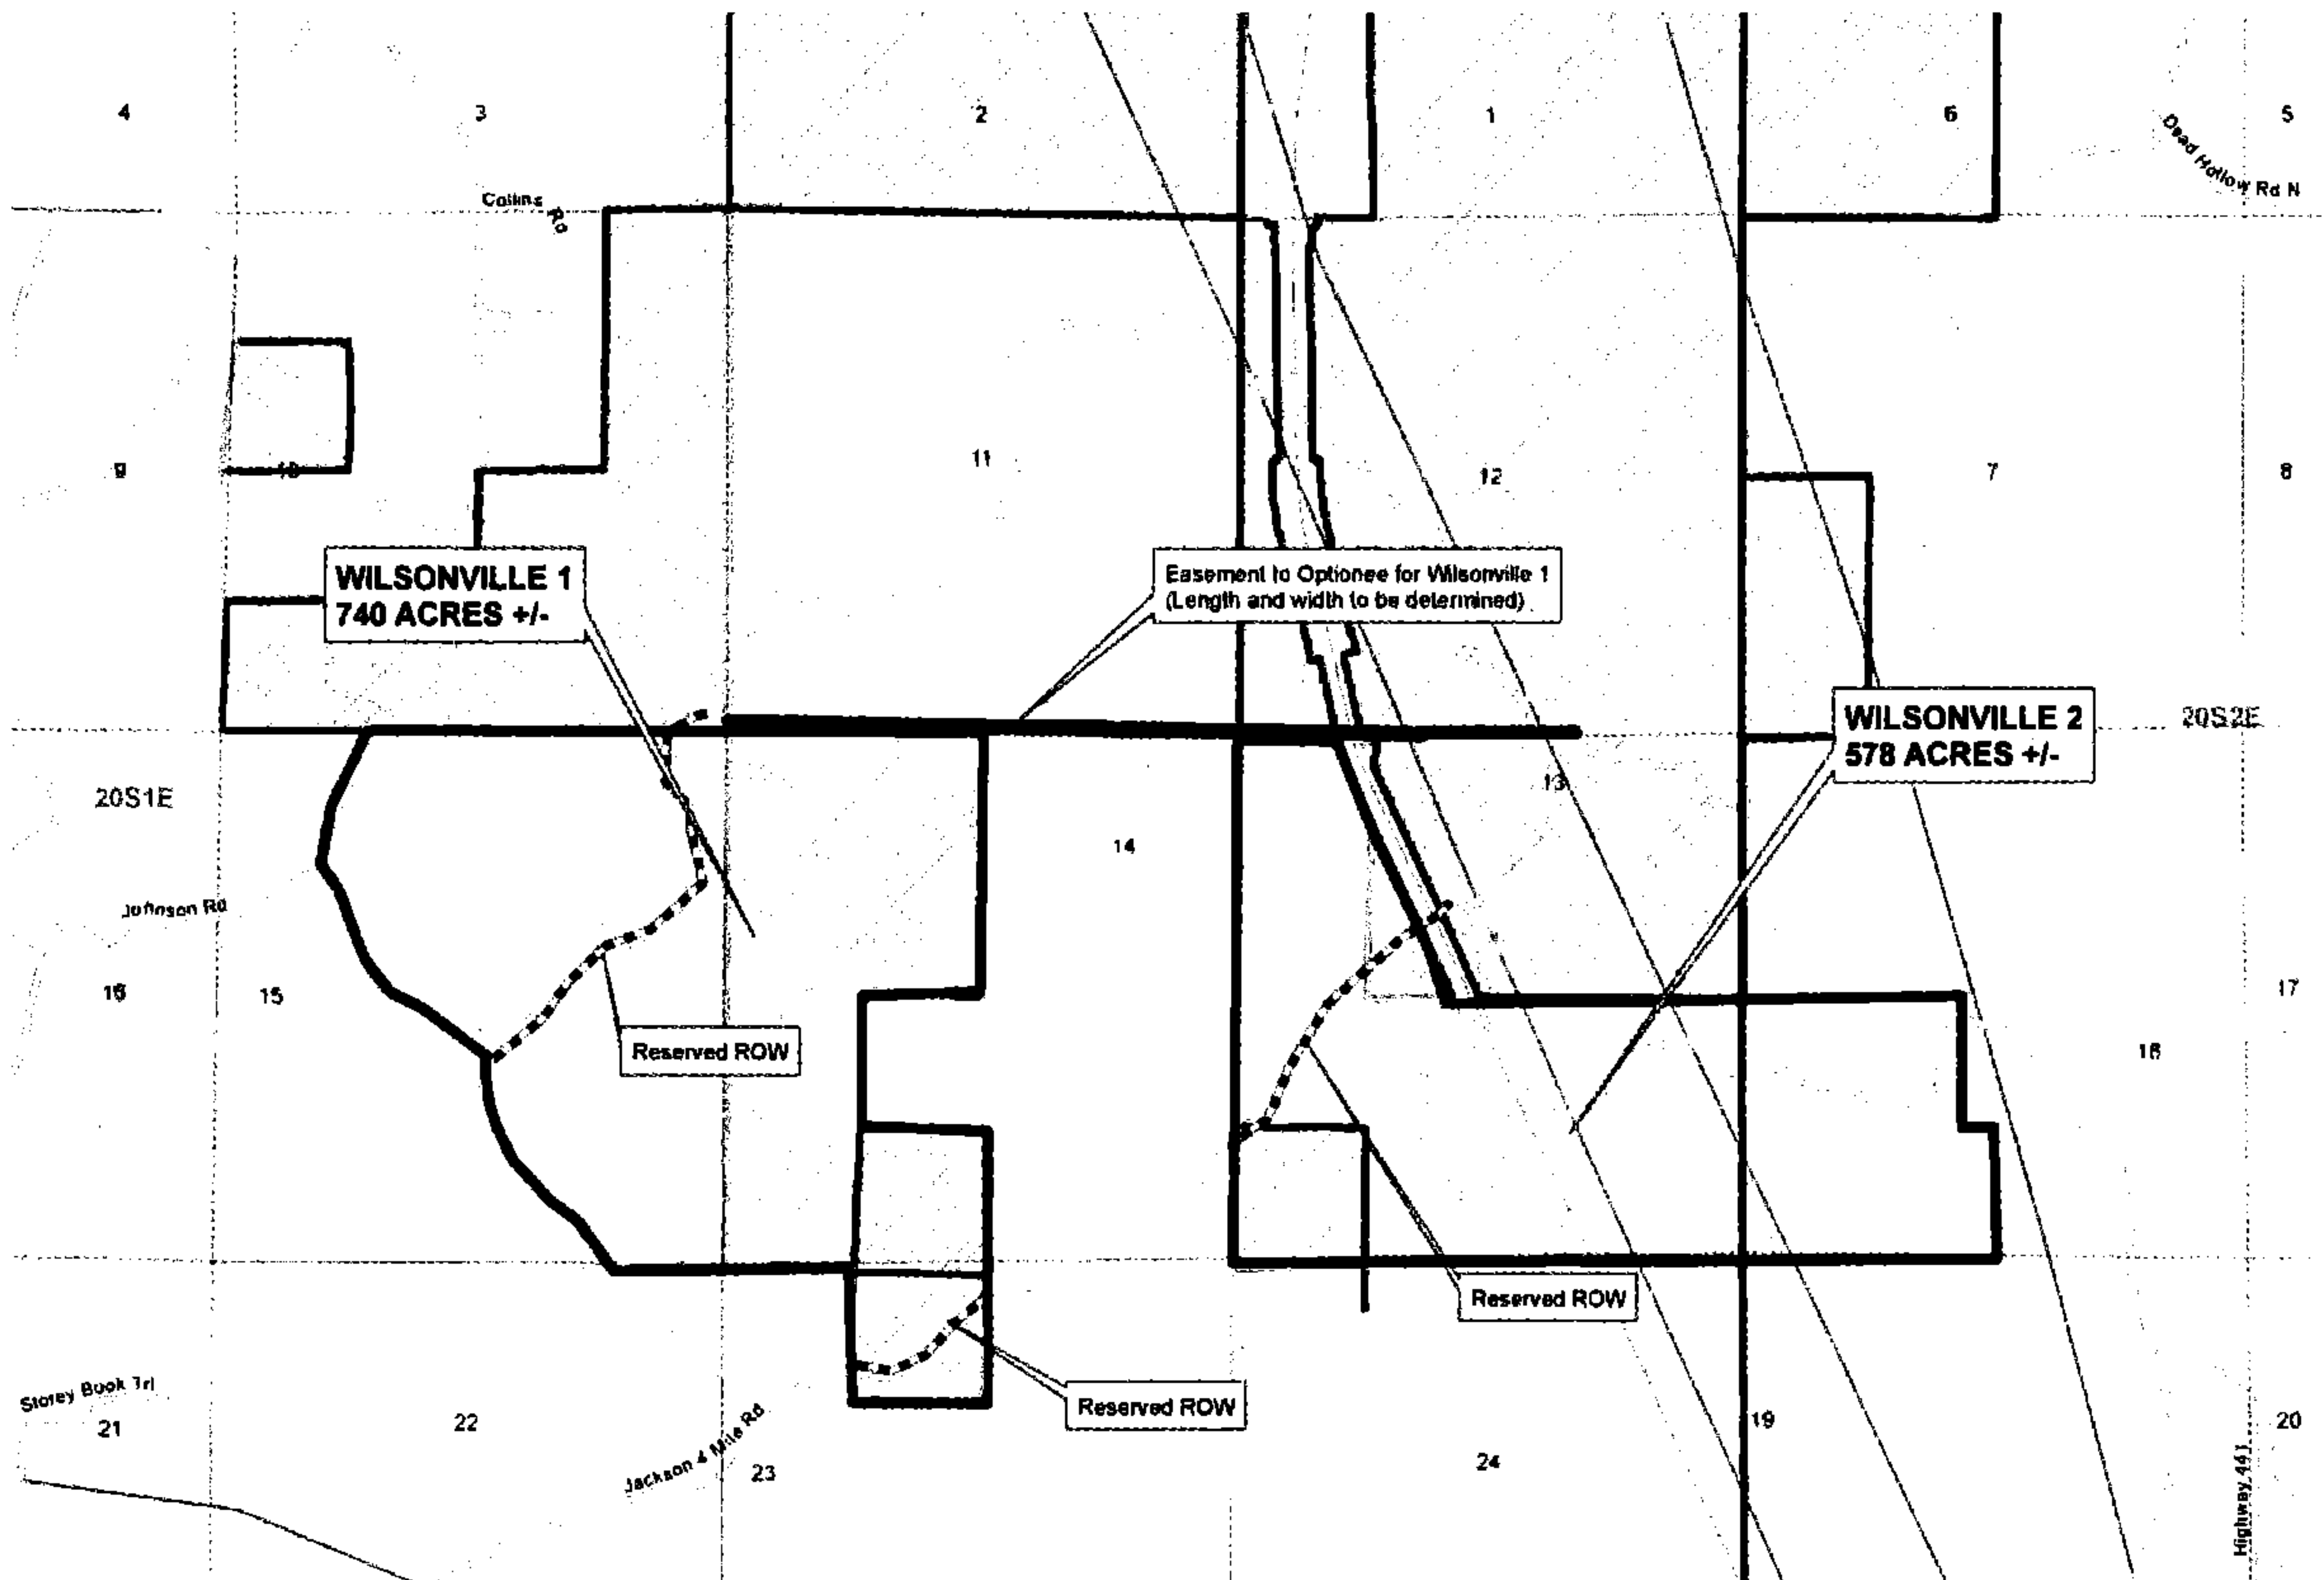 4
3
2
1
6
5
Dead Hollow Rd N
Collins Rd
9
10
11
12
7
8
WILSONVILLE 1
740 ACRES +/-
Easement to Optionee for Wilsonville 1
(Length and width to be determined)
WILSONVILLE 2
578 ACRES +/-
20S2E
20S1E
13
14
Johnson Rd
16
15
17
18
Reserved ROW
Reserved ROW
Reserved ROW
Storey Book Trl
21
22
Jackson 4 Mile Rd
23
24
19
20
Highway 441